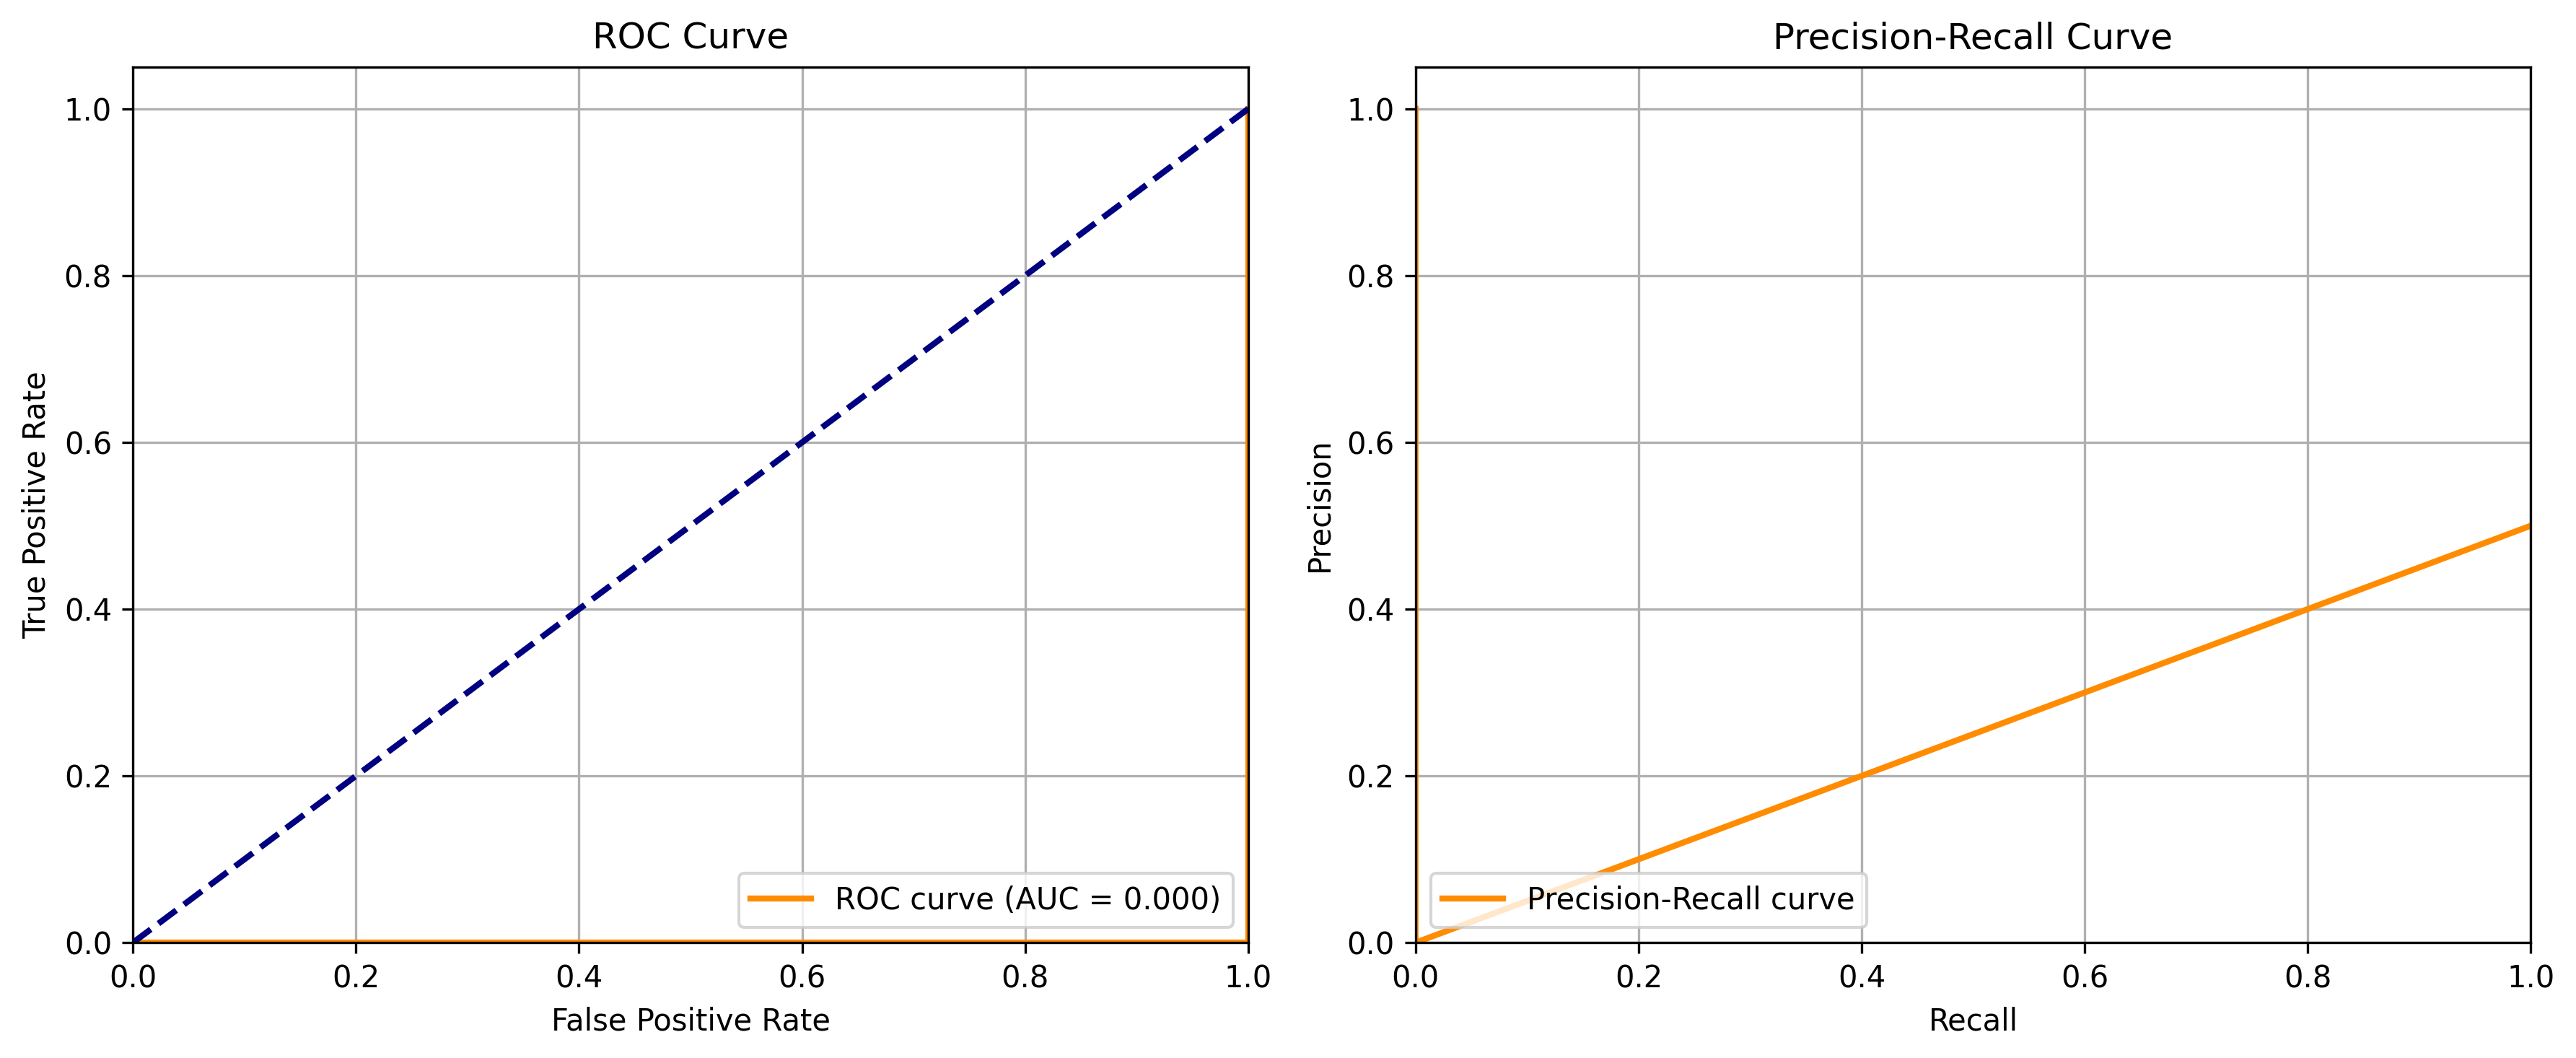 ROC Curve
1.0
0.8
0.6
0.4
0.2
0.0
True Positive Rate
0.0 0.2 0.4 0.6 0.8 1.0
False Positive Rate
ROC curve (AUC = 0.000)
Precision-Recall Curve
1.0
0.8
0.6
0.4
0.2
0.0
Precision
0.0 0.2 0.4 0.6 0.8 1.0
Recall
Precision-Recall curve